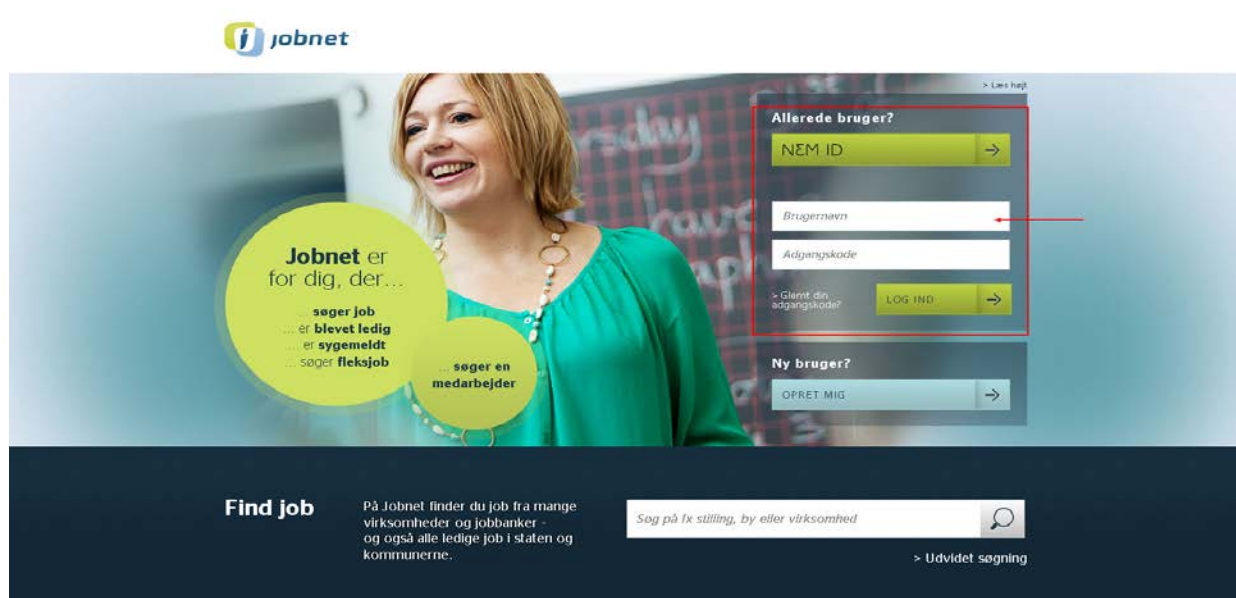 jobnet
> Læs højt
Allerede bruger?
NEM ID
Brugernavn
Adgangskode
> Glemt din
adgangskode?
LOG IND
Jobnet er
for dig, der...
... søger job
... er blevet ledig
... er sygemeldt
... søger fleksjob
... søger en
medarbejder
Ny bruger?
OPRET MIG
Find job
På Jobnet finder du job fra mange
virksomheder og jobbanker -
og også alle ledige job i staten og
kommunerne.
Søg på fx stilling, by eller virksomhed
> Udvidet søgning